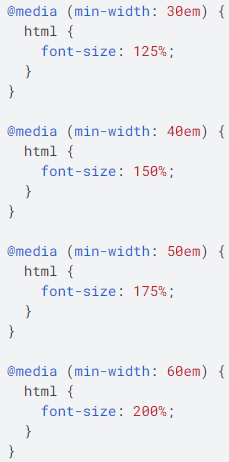 @media (min-width: 30em) {
  html {
    font-size: 125%;
  }
}

@media (min-width: 40em) {
  html {
    font-size: 150%;
  }
}

@media (min-width: 50em) {
  html {
    font-size: 175%;
  }
}

@media (min-width: 60em) {
  html {
    font-size: 200%;
  }
}